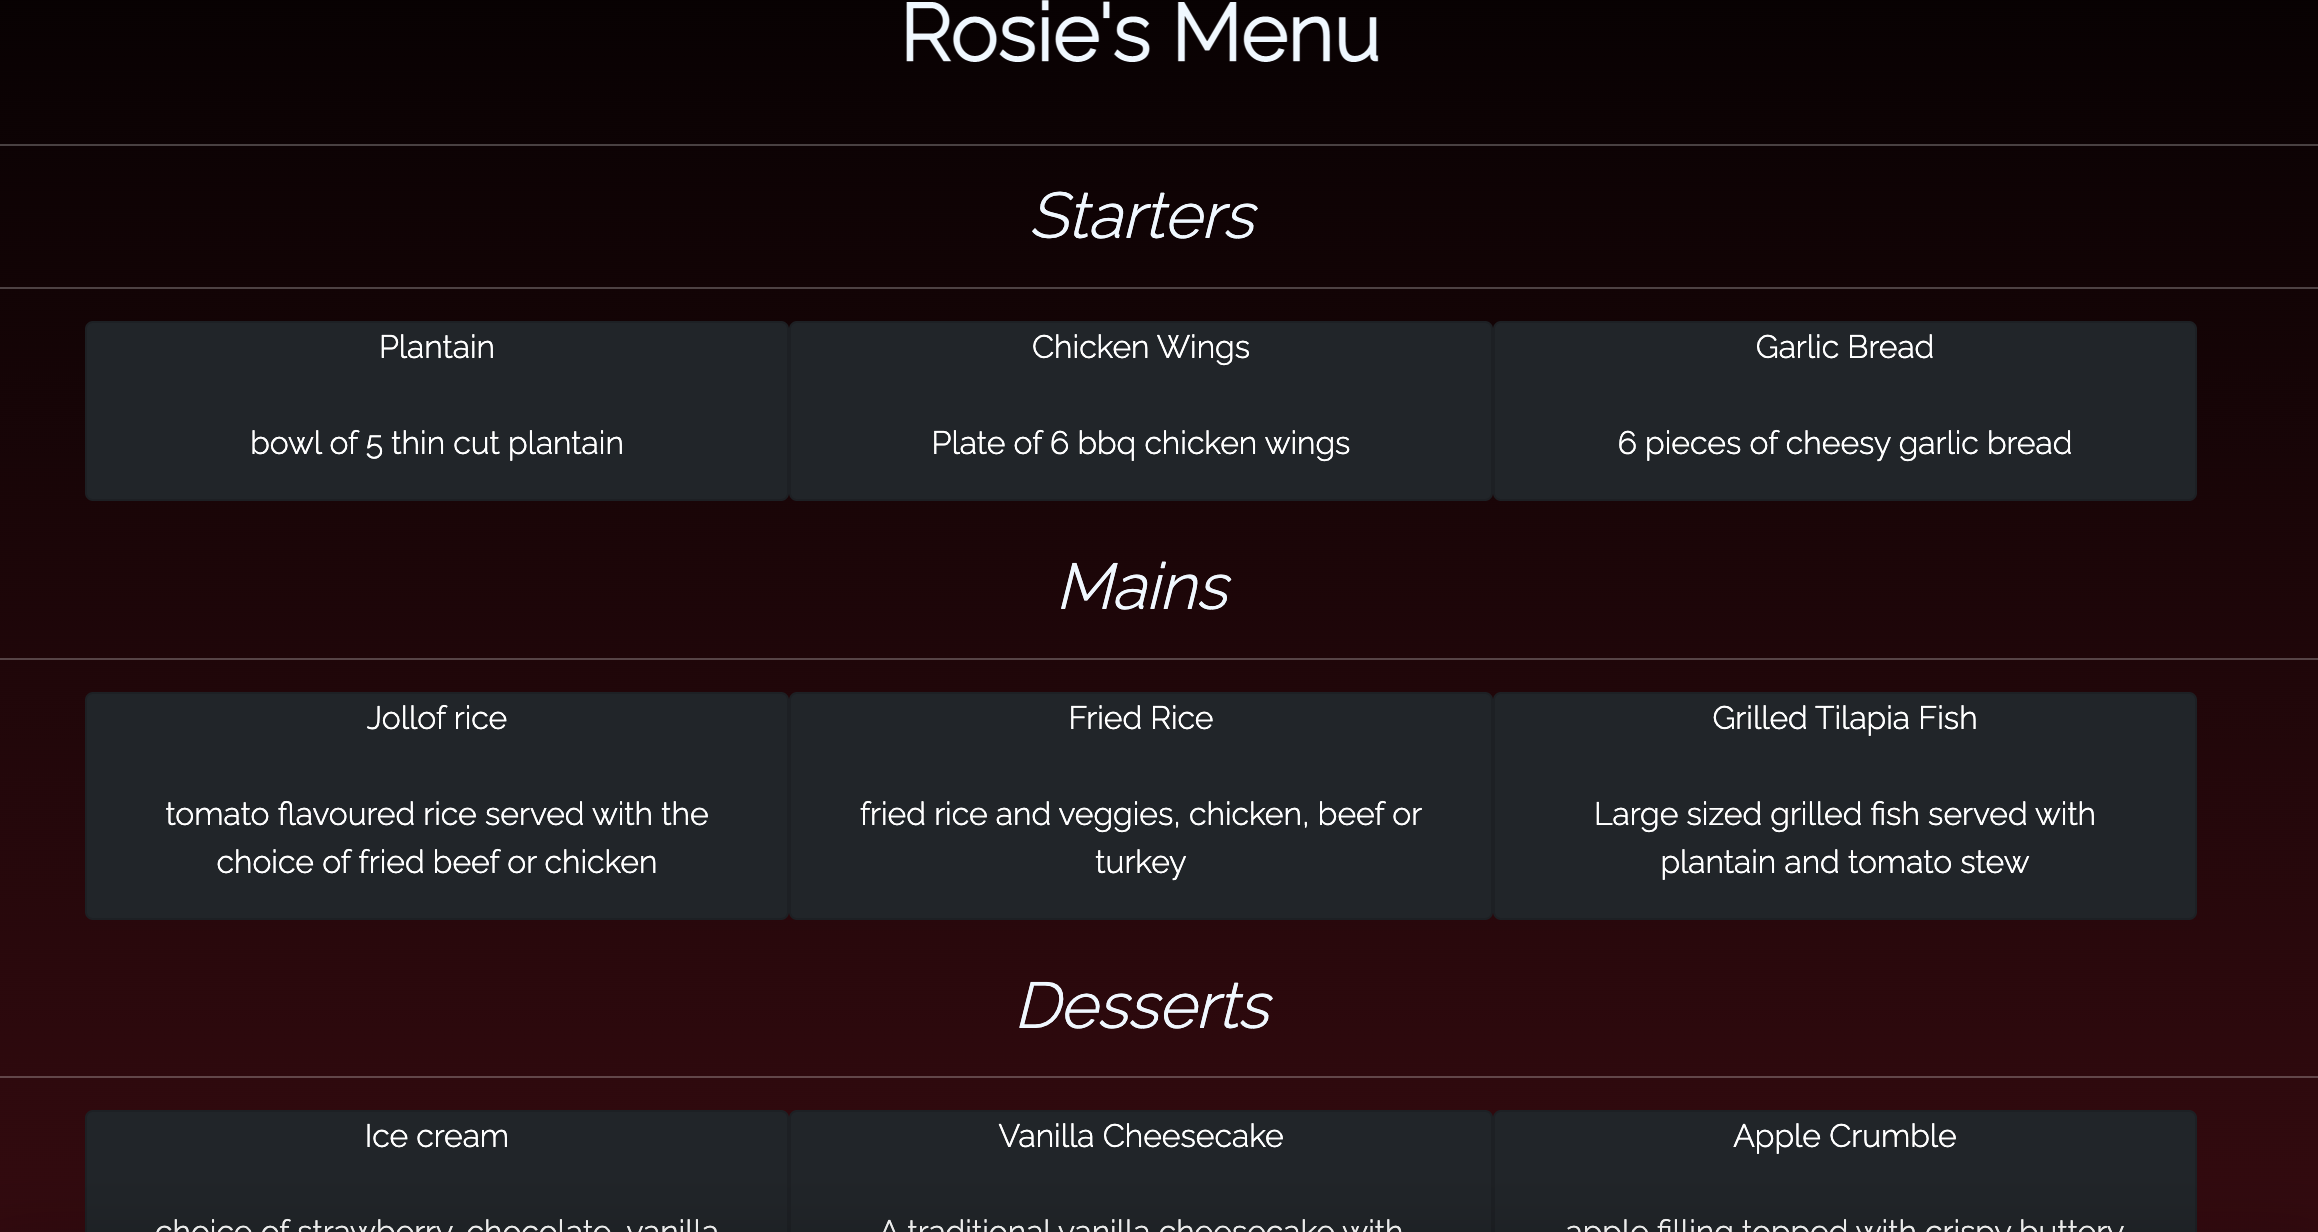 Rosie's Menu
Starters
Plantain
bowl of 5 thin cut plantain
Chicken Wings
Plate of 6 bbq chicken wings
Garlic Bread
6 pieces of cheesy garlic bread
Mains
Jollof rice
tomato flavoured rice served with the
choice of fried beef or chicken
Fried Rice
fried rice and veggies, chicken, beef or
turkey
Grilled Tilapia Fish
Large sized grilled fish served with
plantain and tomato stew
Desserts
Ice cream
choice of strawberry, chocolate, vanilla
Vanilla Cheesecake
A traditional vanilla cheesecake with
Apple Crumble
apple filling topped with crispy buttery